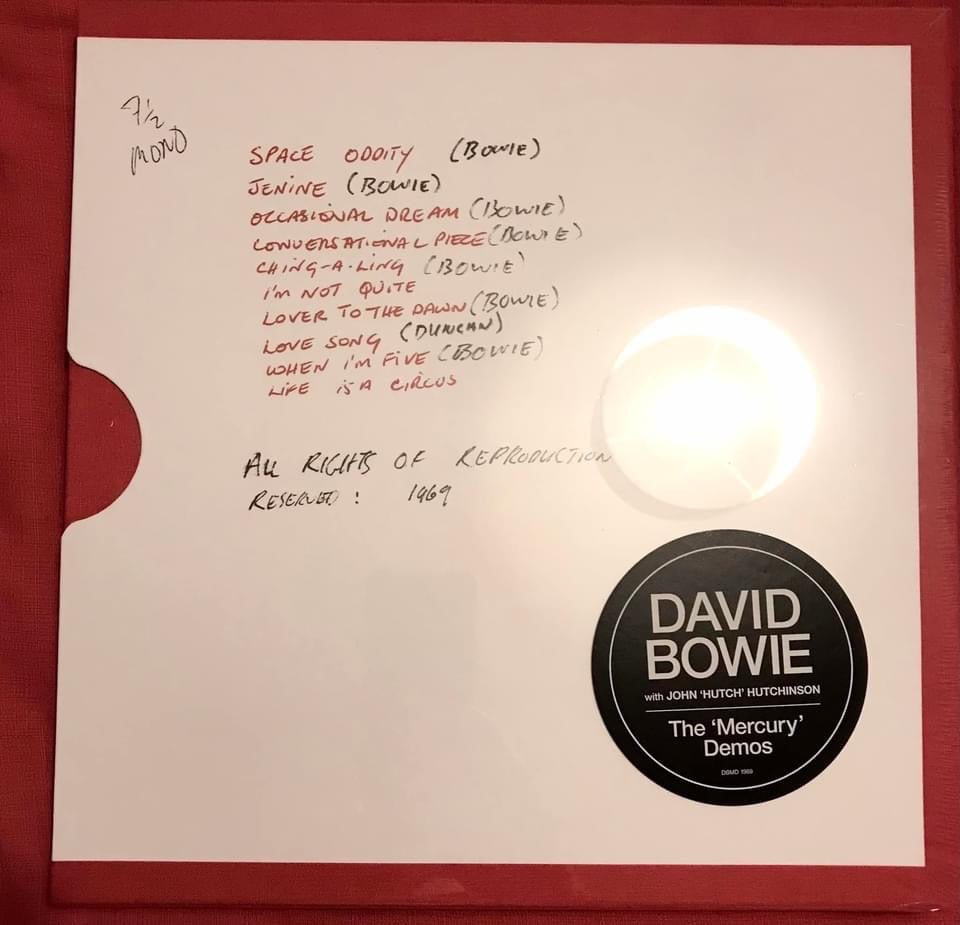 7½
MONO
SPACE ODDITY (BOWIE)
JENINE (BOWIE)
OCCASIONAL DREAM (BOWIE)
CONVERSATIONAL PIECE (BOWIE)
CHING-A-LING (BOWIE)
I'M NOT QUITE
LOVER TO THE DAWN (BOWIE)
LOVE SONG (DUNCAN)
WHEN I'M FIVE (BOWIE)
LIFE IS A CIRCUS
ALL RIGHTS OF REPRODUCTION
RESERVED: 1969
DAVID
BOWIE
with JOHN 'HUTCH' HUTCHINSON
The 'Mercury'
Demos
DSMD 1969